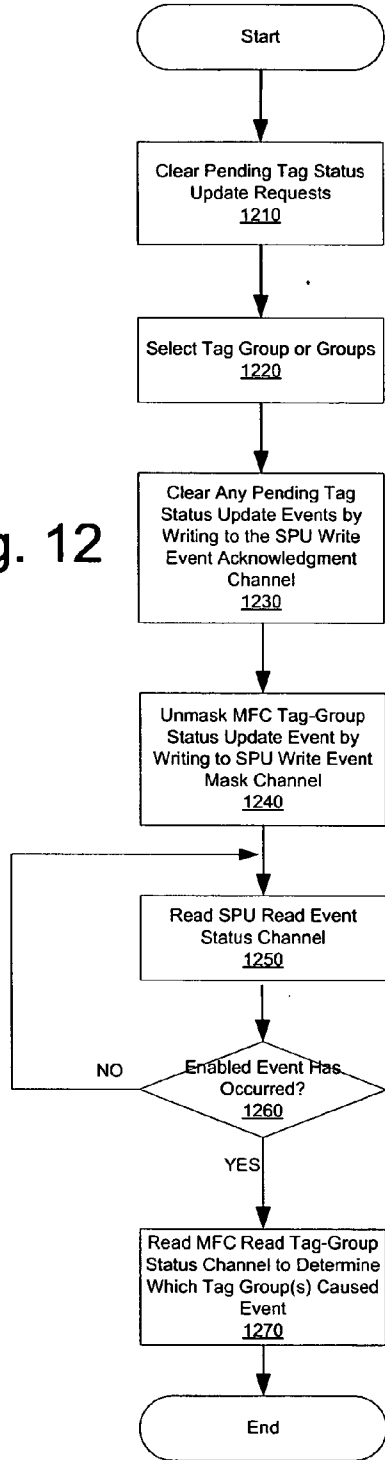 Start
Clear Pending Tag Status
Update Requests
1210
Select Tag Group or Groups
1220
g. 12
Clear Any Pending Tag
Status Update Events by
Writing to the SPU Write
Event Acknowledgment
Channel
1230
Unmask MFC Tag-Group
Status Update Event by
Writing to SPU Write Event
Mask Channel
1240
Read SPU Read Event
Status Channel
1250
NO
Enabled Event Has
Occurred?
1260
YES
Read MFC Read Tag-Group
Status Channel to Determine
Which Tag Group(s) Caused
Event
1270
End